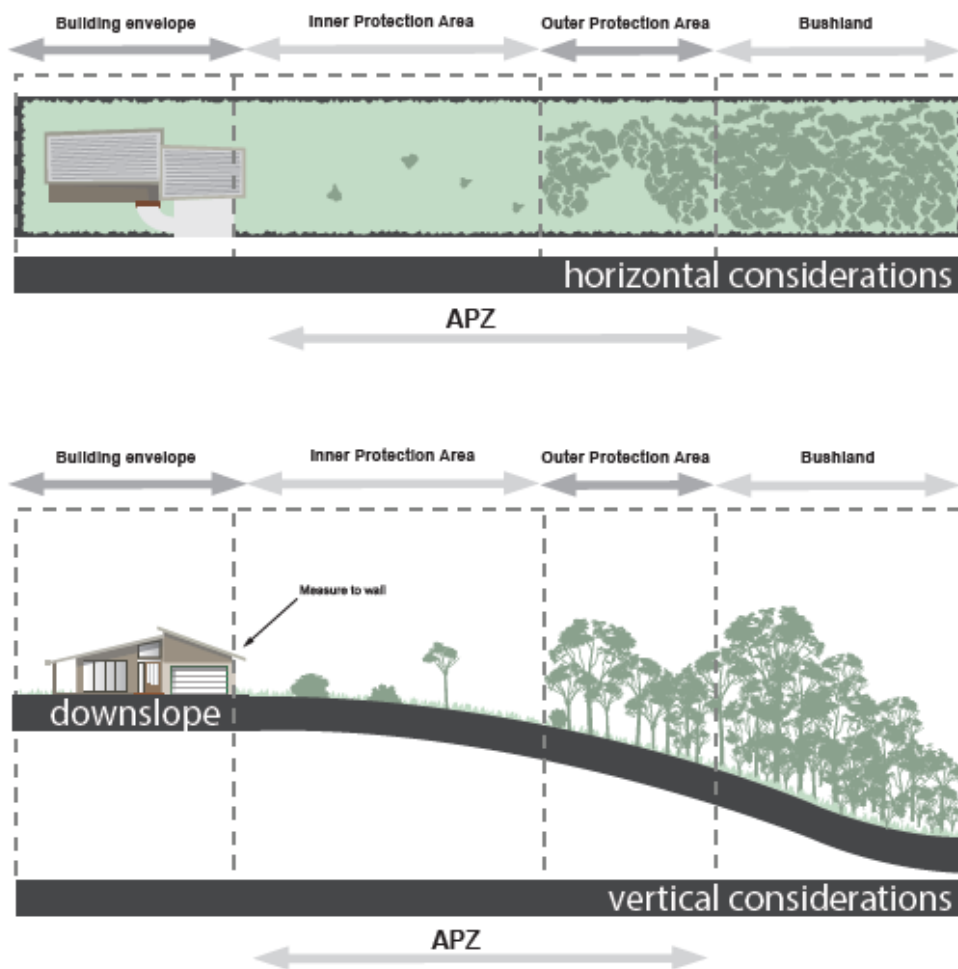 Building envelope Inner Protection Area Outer Protection Area Bushland
horizontal considerations
APZ
Building envelope Inner Protection Area Outer Protection Area Bushland
Measure to wall
downslope
vertical considerations
APZ